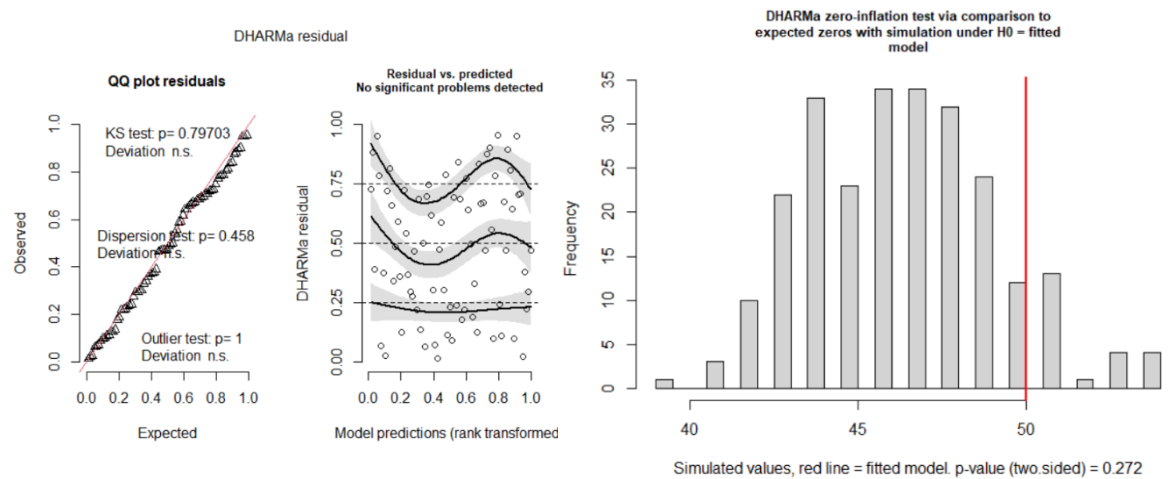 DHARMa residual
QQ plot residuals
KS test: p= 0.79703
Deviation n.s.
Dispersion test: p= 0.458
Deviation n.s.
Outlier test: p= 1
Deviation n.s.
Observed
0.0 0.2 0.4 0.6 0.8 1.0
0.0 0.2 0.4 0.6 0.8 1.0
Expected
Residual vs. predicted
No significant problems detected
DHARMa residual
0.00 0.25 0.50 0.75 1.00
0.0 0.2 0.4 0.6 0.8 1.0
Model predictions (rank transformed
DHARMa zero-inflation test via comparison to
expected zeros with simulation under H0 = fitted
model
Frequency
0 5 10 15 20 25 30 35
40 45 50
Simulated values, red line = fitted model. p-value (two.sided) = 0.272